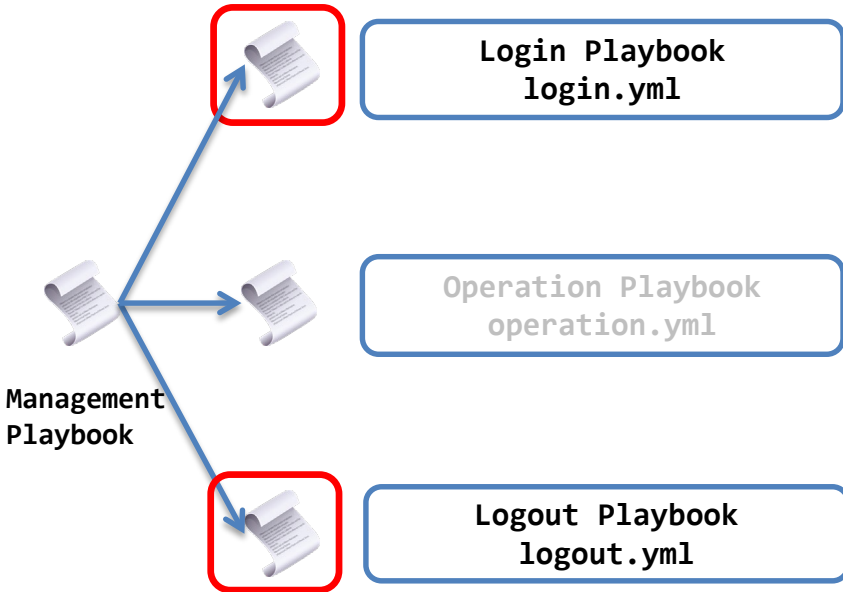 Login Playbook
login.yml
Operation Playbook
operation.yml
Management
Playbook
Logout Playbook
logout.yml